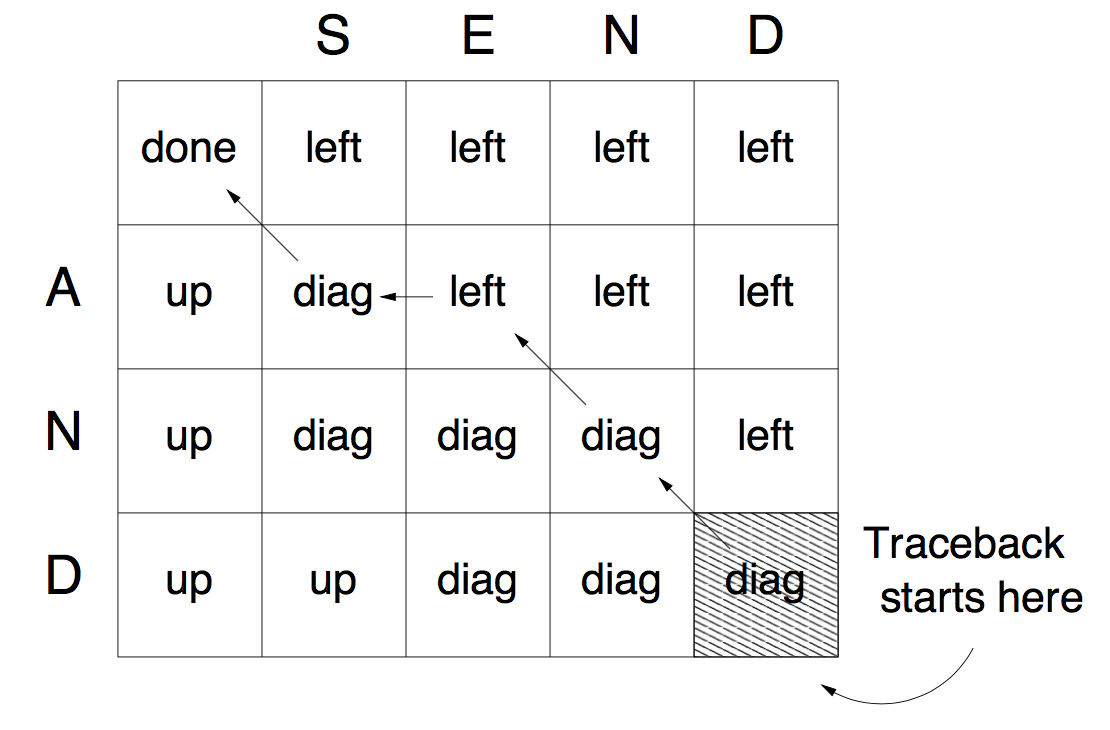 S E N D
done left left left left
A up diag left left left
N up diag diag diag left
D up up diag diag diag
Traceback
starts here